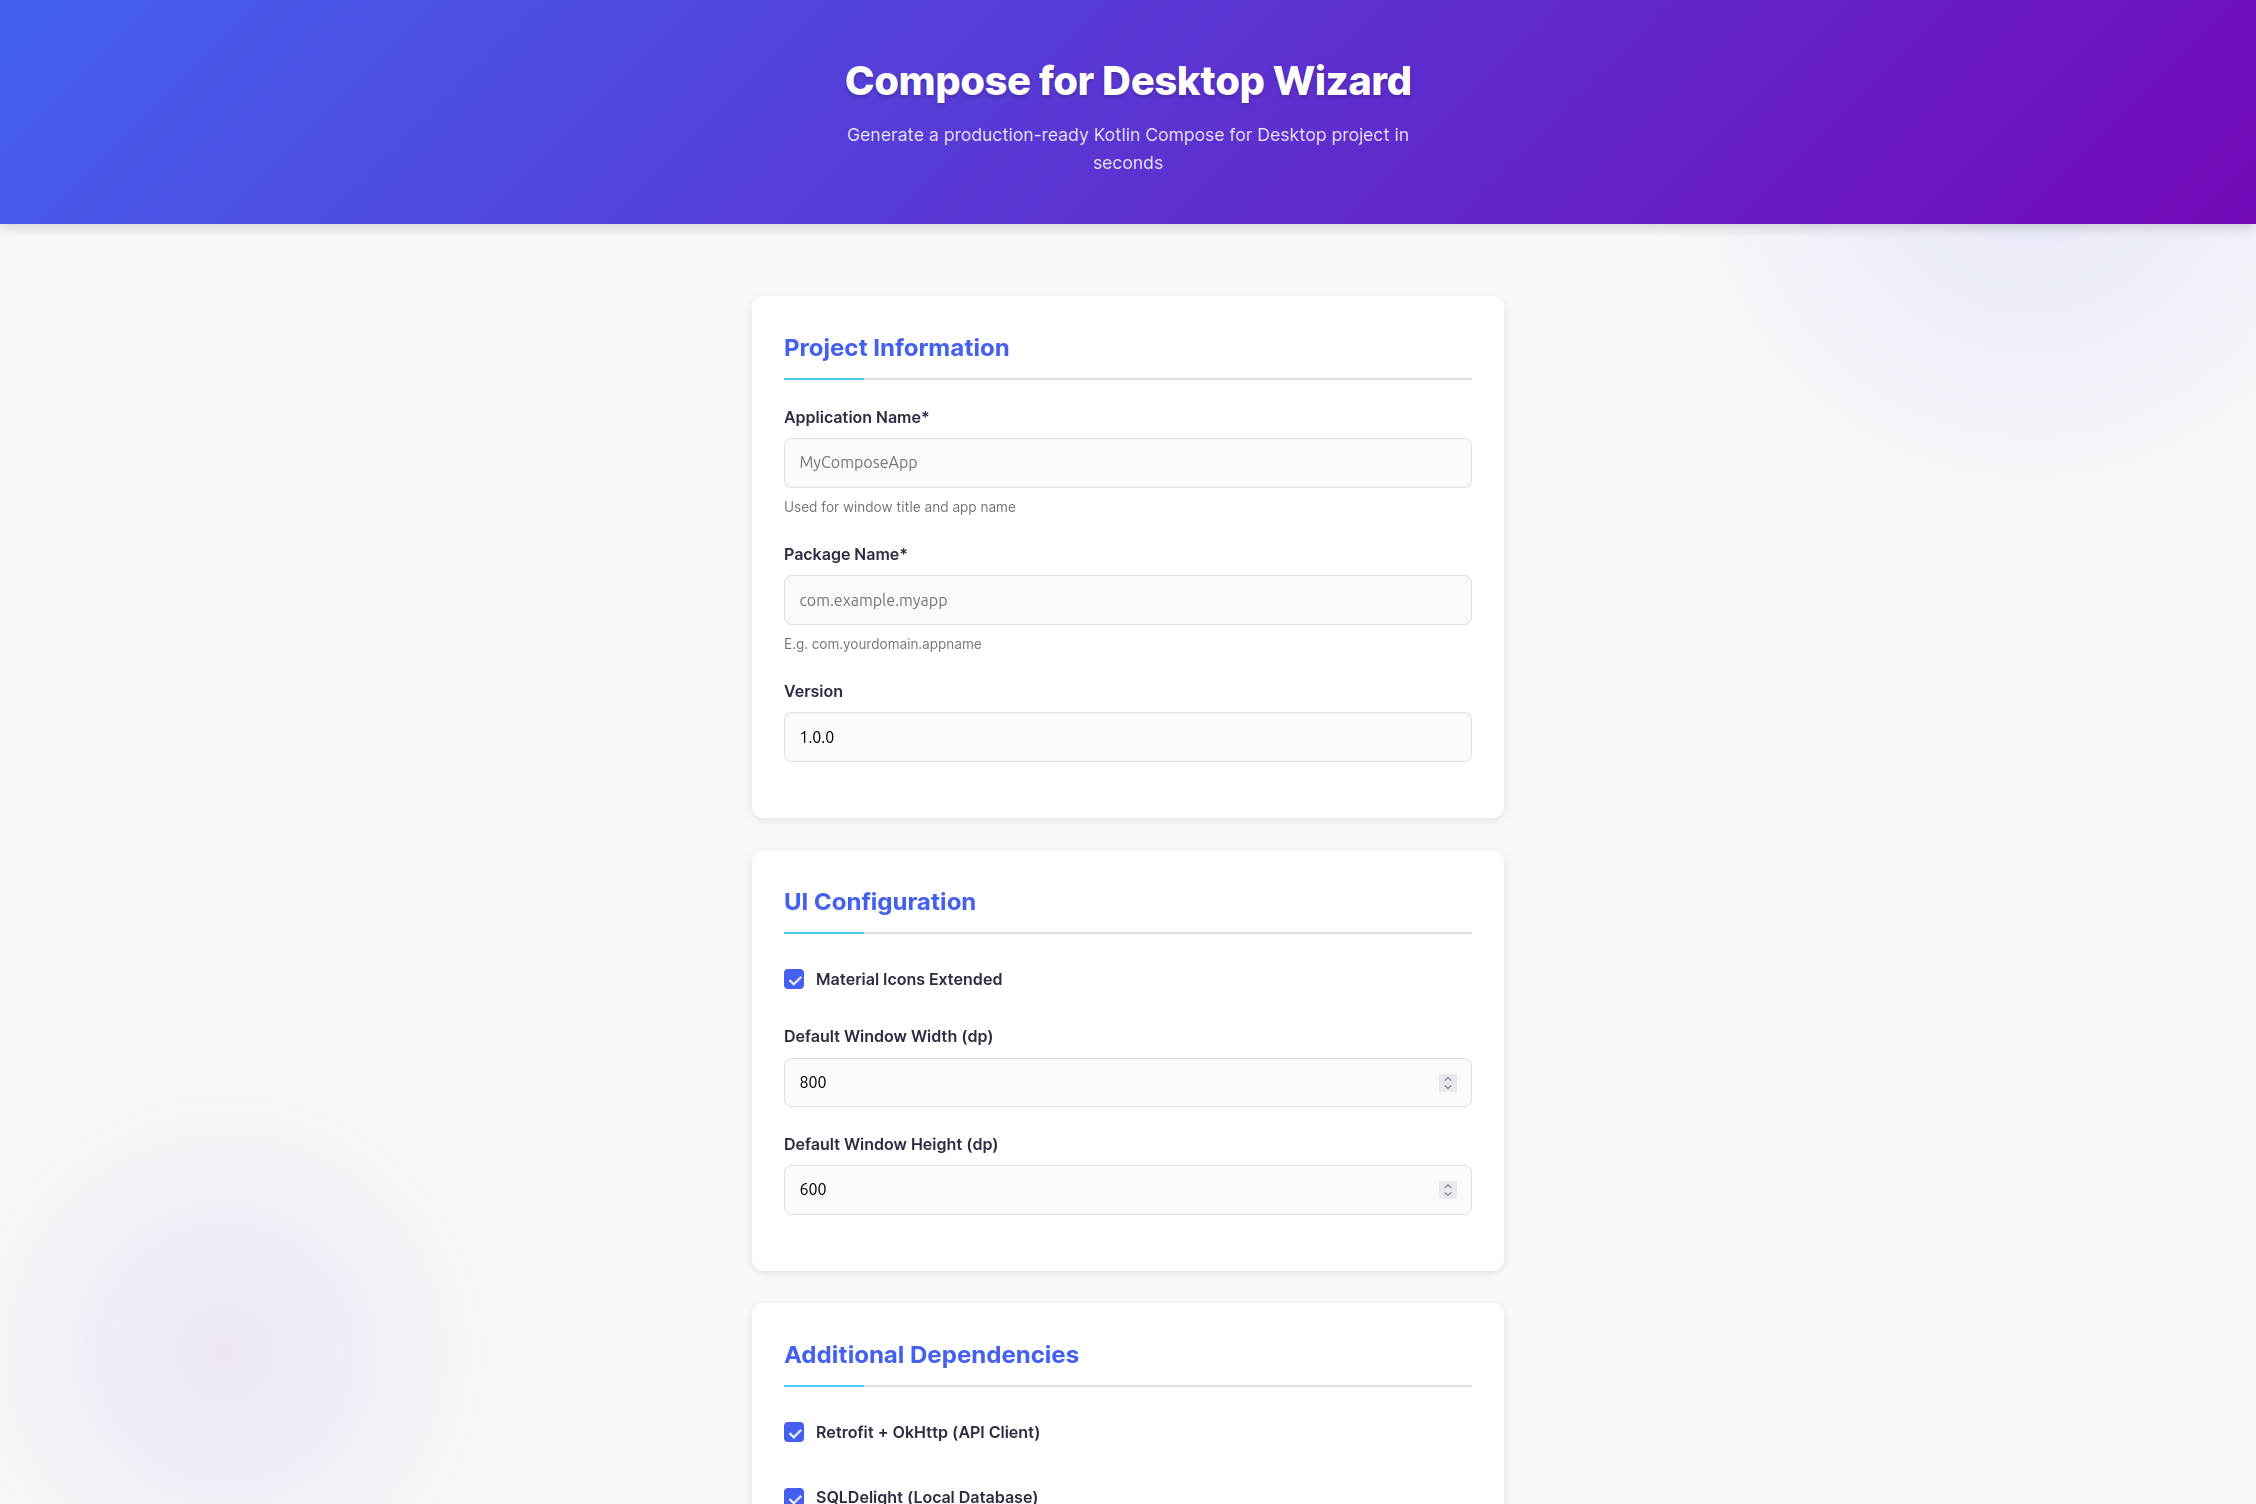 Compose for Desktop Wizard
Generate a production-ready Kotlin Compose for Desktop project in
seconds
Project Information
Application Name*
MyComposeApp
Used for window title and app name
Package Name*
com.example.myapp
E.g. com.yourdomain.appname
Version
1.0.0
UI Configuration
Material Icons Extended
Default Window Width (dp)
800
Default Window Height (dp)
600
Additional Dependencies
Retrofit + OkHttp (API Client)
SQLDelight (Local Database)